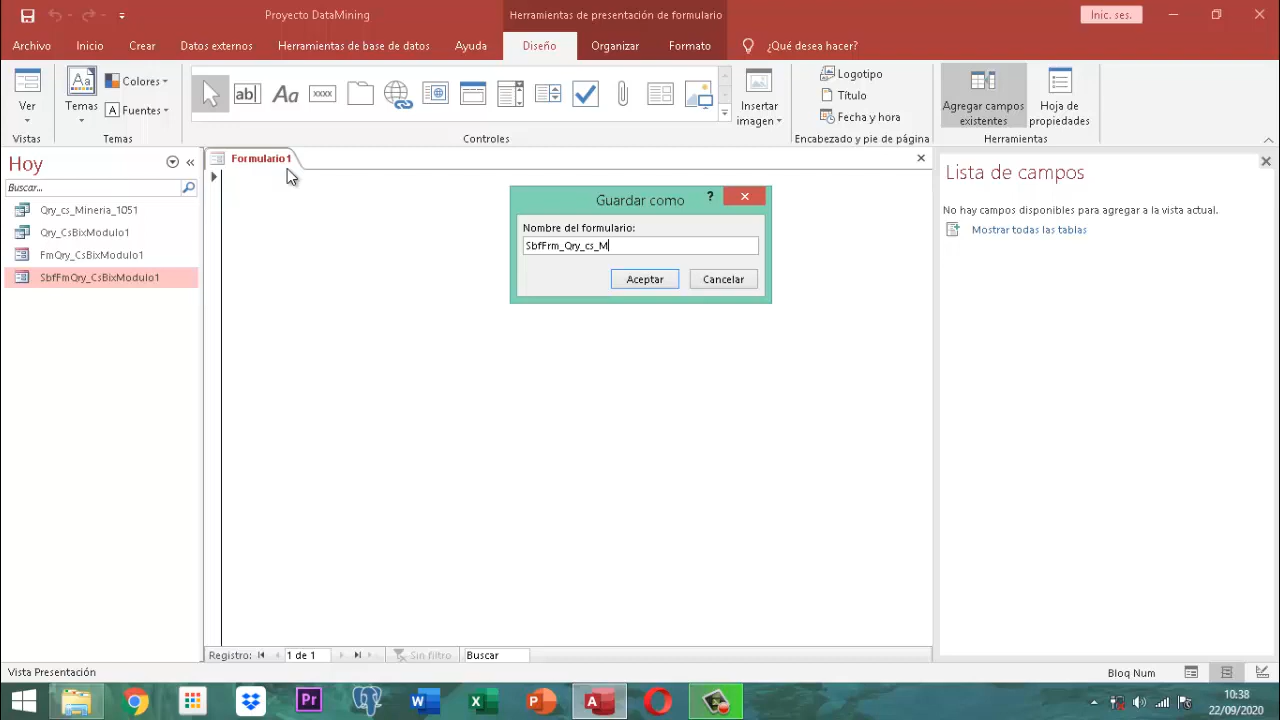 Proyecto DataMining
Herramientas de presentación de formulario
Inic. ses.
Archivo
Inicio
Crear
Datos externos
Herramientas de base de datos
Ayuda
Diseño
Organizar
Formato
¿Qué desea hacer?
Ver
Vistas
Temas
Colores
Fuentes
Temas
ab|
Aa
xxxx
Controles
Insertar
imagen
Logotipo
Título
Fecha y hora
Encabezado y pie de página
Agregar campos
existentes
Hoja de
propiedades
Herramientas
Hoy
Buscar...
Qry_cs_Mineria_1051
Qry_CsBixModulo1
FmQry_CsBixModulo1
SbfFmQry_CsBixModulo1
Formulario1
Guardar como
?
Nombre del formulario:
SbfFrm_Qry_cs_M
Aceptar
Cancelar
Lista de campos
No hay campos disponibles para agregar a la vista actual.
Mostrar todas las tablas
Registro:
1 de 1
Sin filtro
Buscar
Vista Presentación
Bloq Num
10:38
22/09/2020